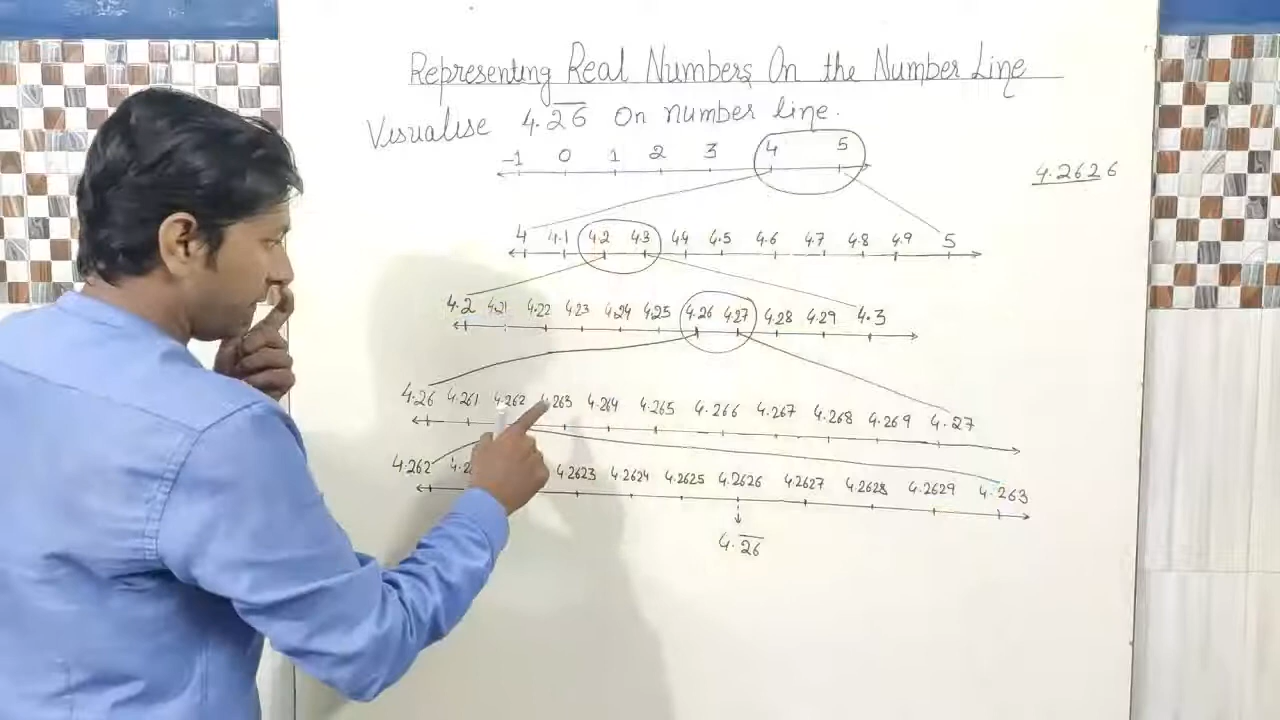 Representing Real Numbers On the Number Line
Visualise 4.2̅6̅ On number line.
-1 0 1 2 3 4 5
4.2626
4 4.1 4.2 4.3 4.4 4.5 4.6 4.7 4.8 4.9 5
4.2 4.21 4.22 4.23 4.24 4.25 4.26 4.27 4.28 4.29 4.3
4.26 4.261 4.262 4.263 4.264 4.265 4.266 4.267 4.268 4.269 4.27
4.262 4.2623 4.2624 4.2625 4.2626 4.2627 4.2628 4.2629 4.263
4.2̅6̅